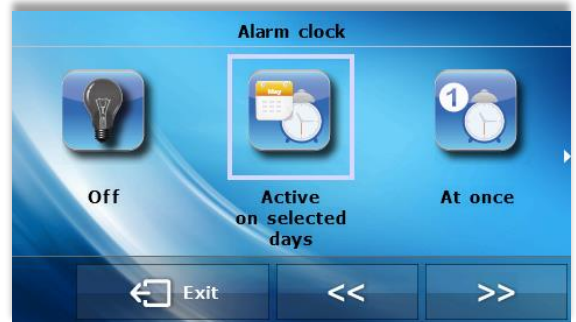 Alarm clock
May
1
Off
Active
on selected
days
At once
Exit
<<
>>